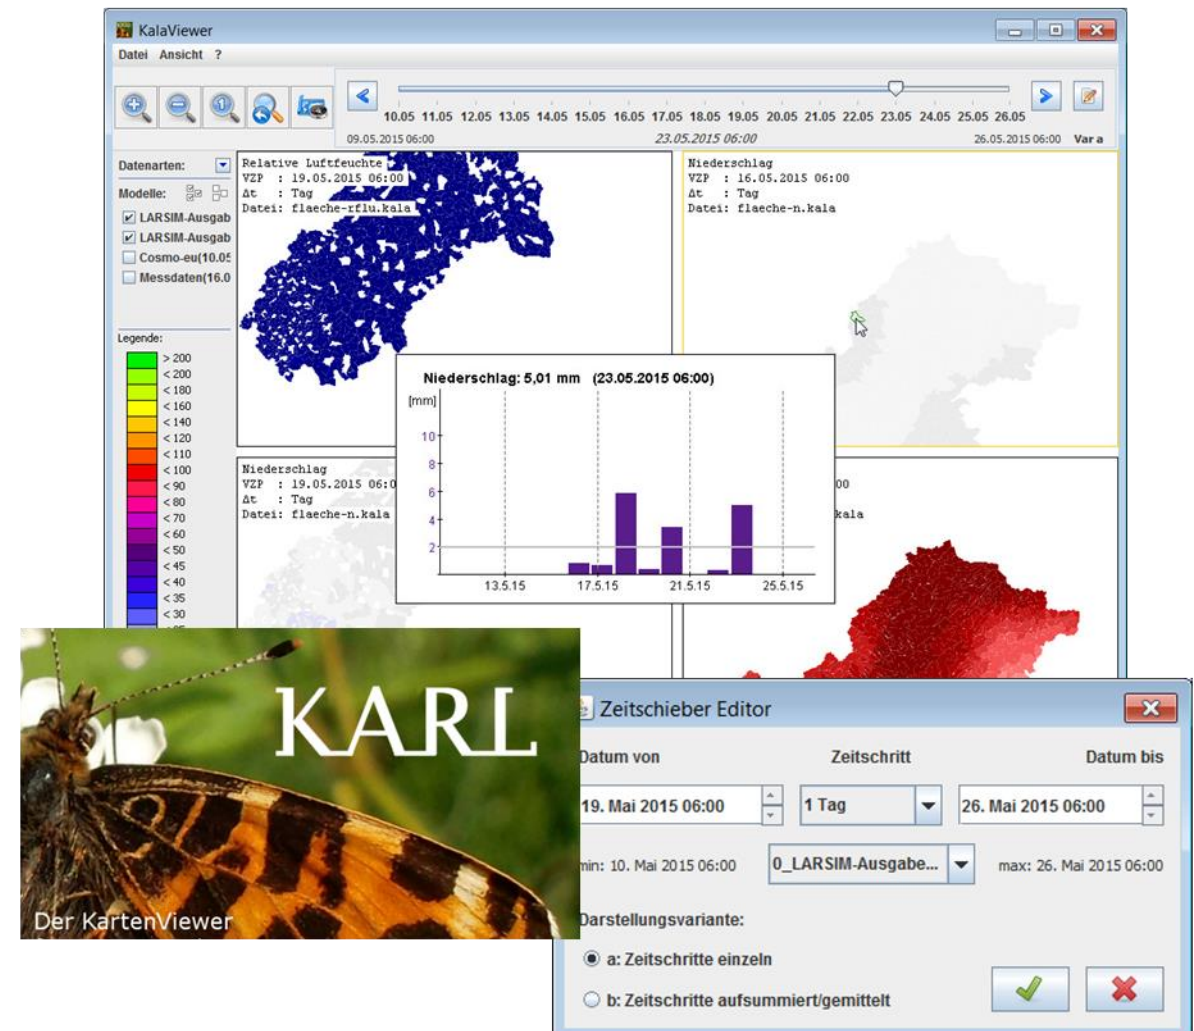 KalaViewer
Datei Ansicht ?
10.05 11.05 12.05 13.05 14.05 15.05 16.05 17.05 18.05 19.05 20.05 21.05 22.05 23.05 24.05 25.05 26.05
09.05.2015 06:00 23.05.2015 06:00 26.05.2015 06:00 Var a
Datenarten:
Modelle:
LARSIM-Ausgab
LARSIM-Ausgab
Cosmo-eu(10.05
Messdaten(16.0
Legende:
> 200
< 200
< 180
< 160
< 140
< 120
< 110
< 100
< 90
< 80
< 70
< 60
< 50
< 45
< 40
< 35
< 30
Relative Luftfeuchte
VZP : 19.05.2015 06:00
Δt : Tag
Datei: flaeche-rflu.kala
Niederschlag
VZP : 16.05.2015 06:00
Δt : Tag
Datei: flaeche-n.kala
Niederschlag: 5,01 mm (23.05.2015 06:00)
[mm]
10
8
6
4
2
13.5.15 17.5.15 21.5.15 25.5.15
Niederschlag
VZP : 19.05.2015 06:0
Δt : Tag
Datei: flaeche-n.kala
00
kala
KARL
Der KartenViewer
Zeitschieber Editor
Datum von Zeitschritt Datum bis
19. Mai 2015 06:00 1 Tag 26. Mai 2015 06:00
min: 10. Mai 2015 06:00 0_LARSIM-Ausgabe... max: 26. Mai 2015 06:00
Darstellungsvariante:
a: Zeitschritte einzeln
b: Zeitschritte aufsummiert/gemittelt